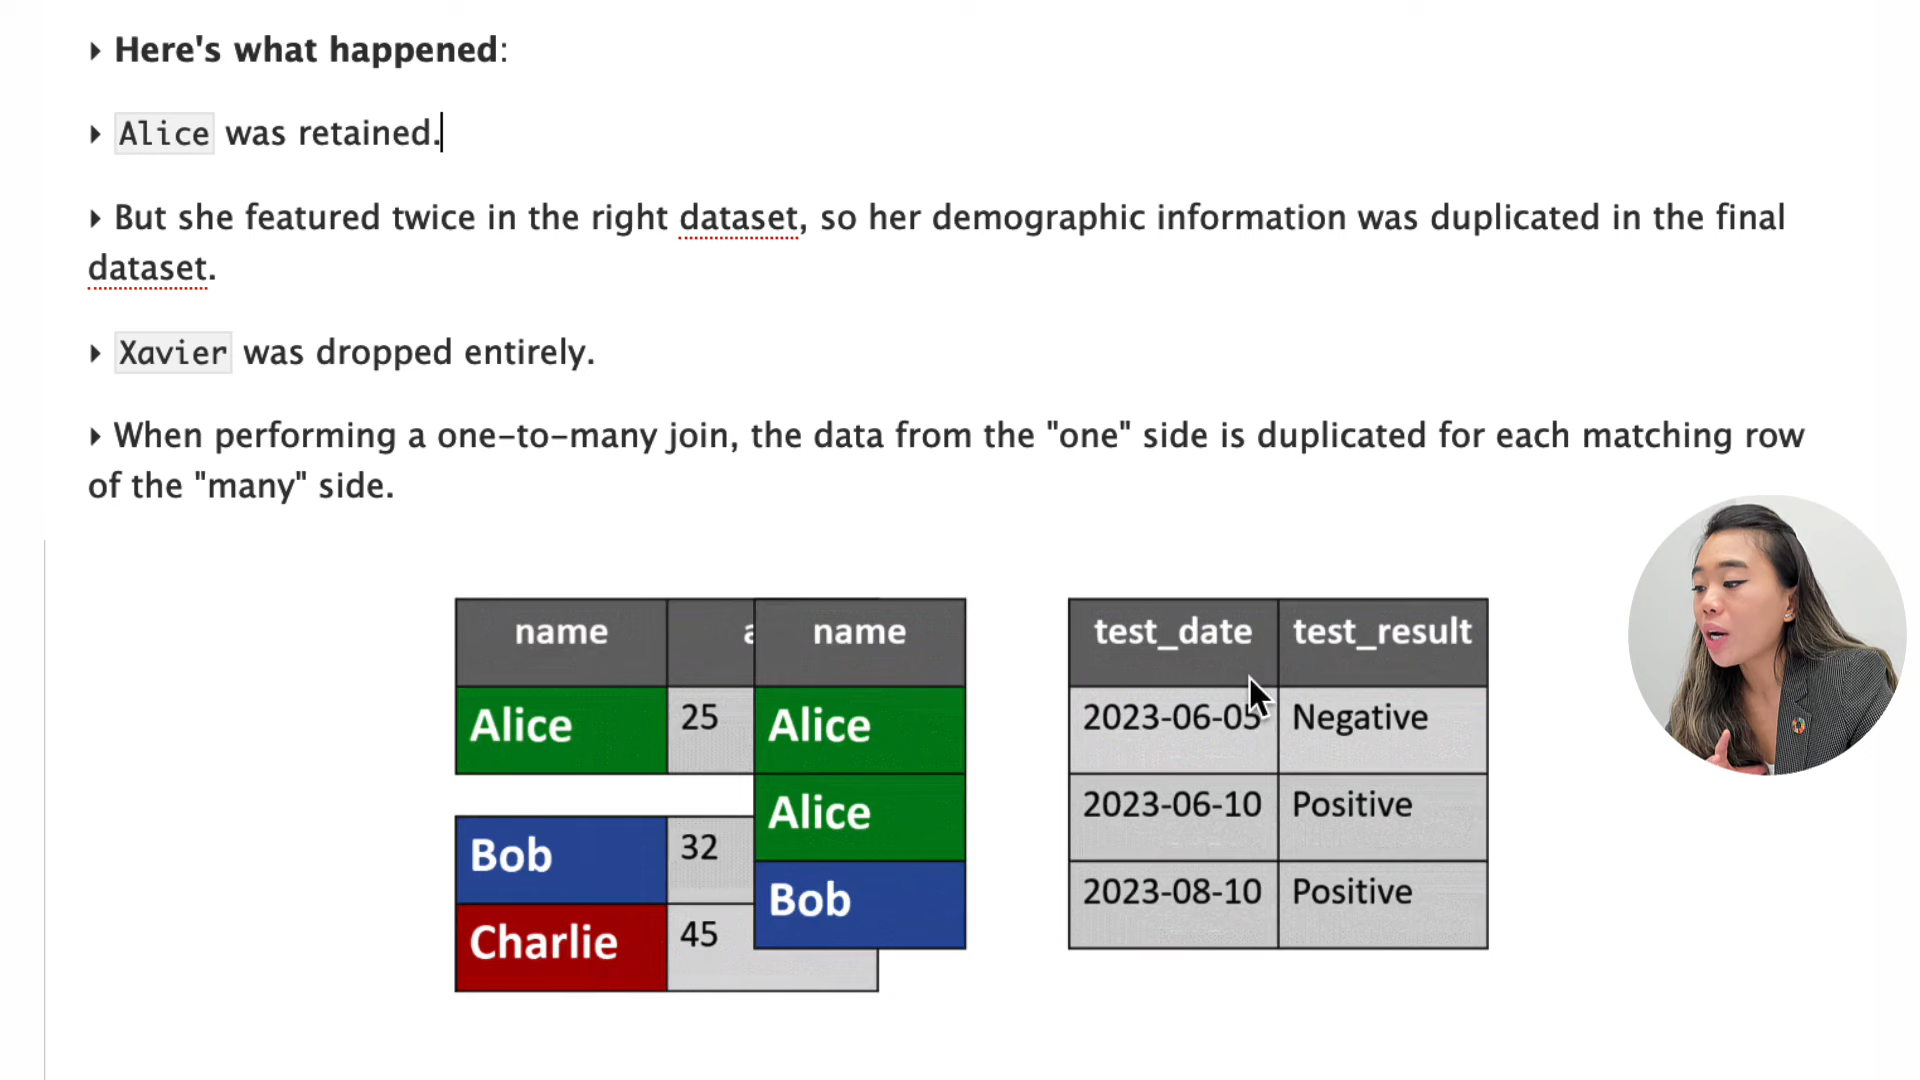 Here's what happened:
Alice was retained.
But she featured twice in the right dataset, so her demographic information was duplicated in the final
dataset.
Xavier was dropped entirely.
When performing a one-to-many join, the data from the "one" side is duplicated for each matching row
of the "many" side.
name a name test_date test_result
Alice 25 Alice 2023-06-05 Negative
Alice 2023-06-10 Positive
Bob 32 Bob 2023-08-10 Positive
Charlie 45